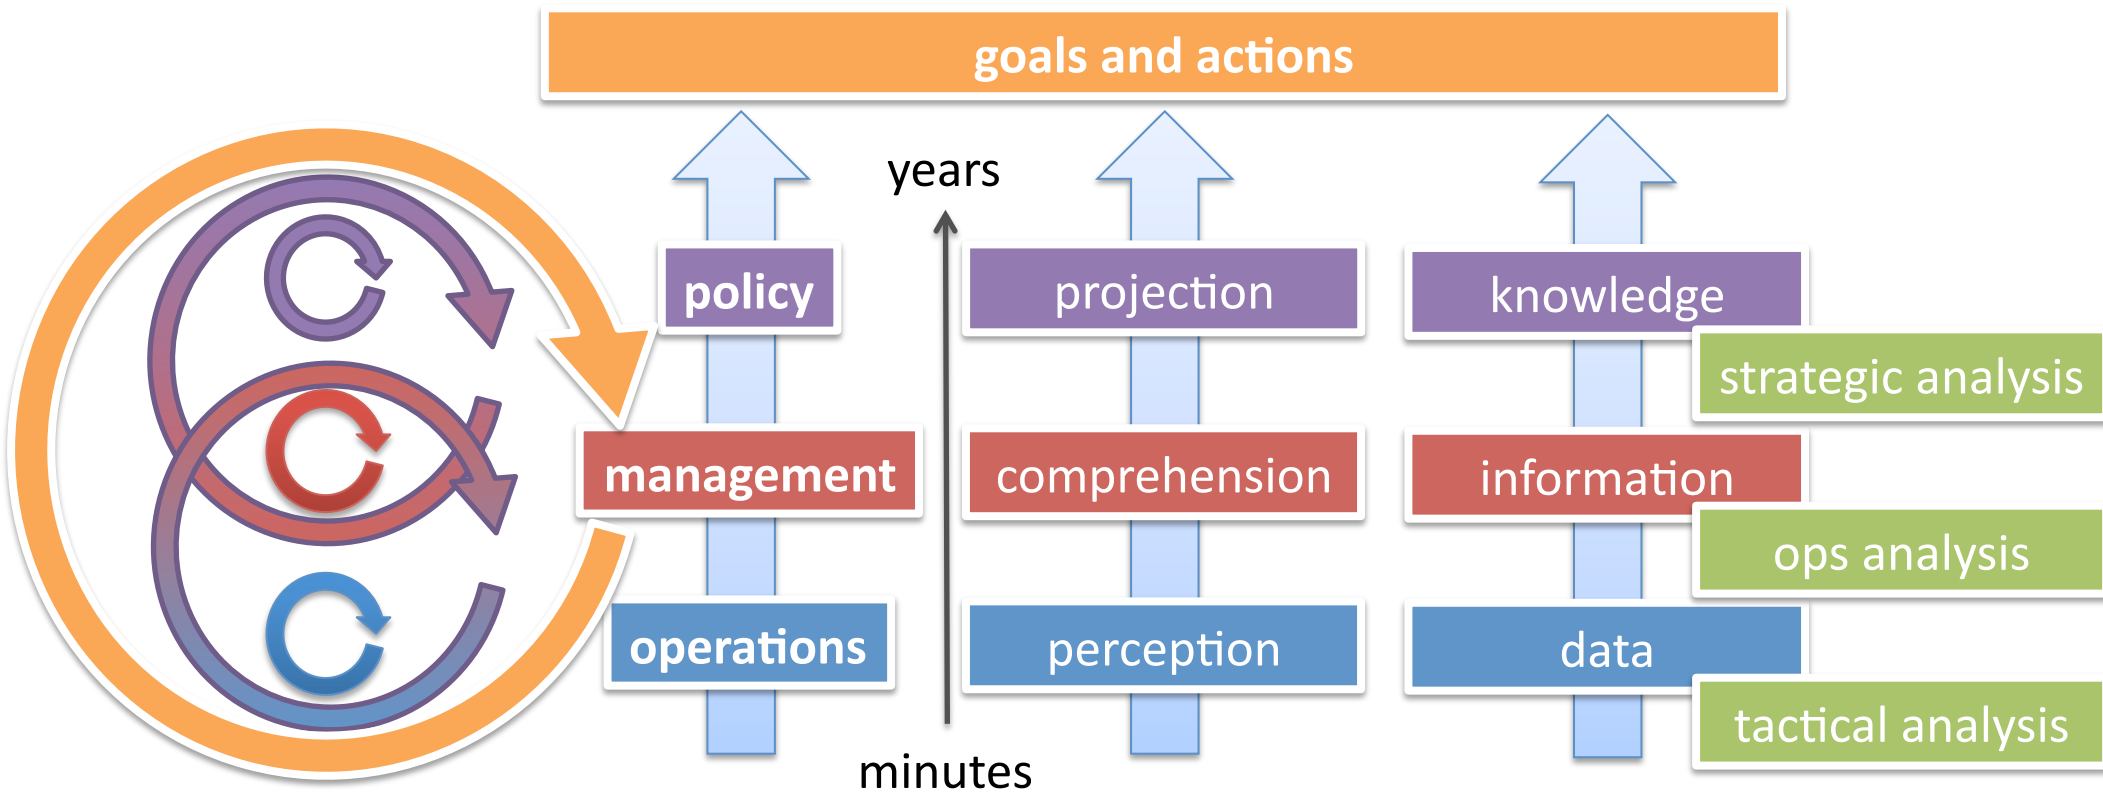 goals and actions
years
policy
projection
knowledge
strategic analysis
management
comprehension
information
ops analysis
operations
perception
data
tactical analysis
minutes